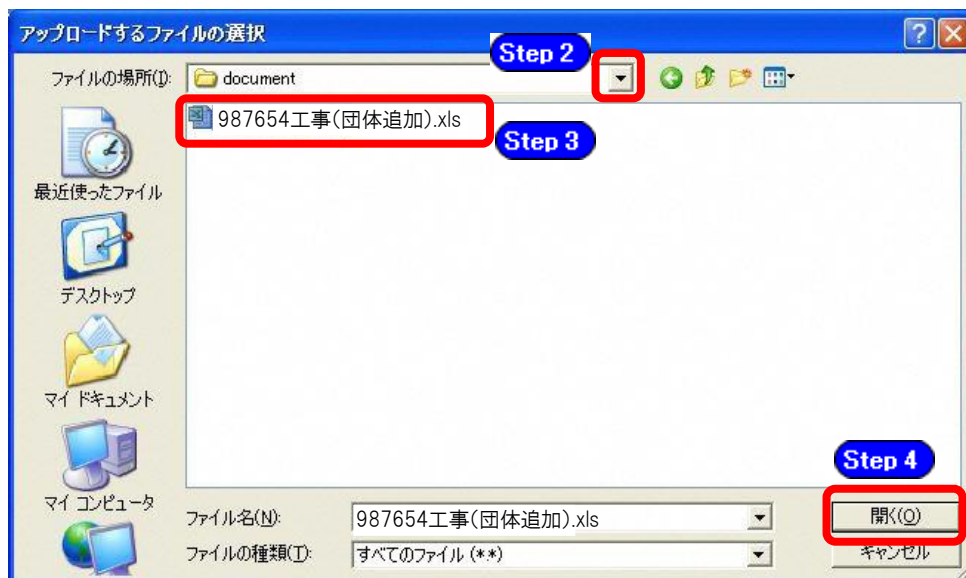 アップロードするファイルの選択
Step 2
ファイルの場所(I):
document
987654工事(団体追加).xls
Step 3
最近使ったファイル
デスクトップ
マイ ドキュメント
マイ コンピュータ
Step 4
ファイル名(N):
987654工事(団体追加).xls
開く(O)
ファイルの種類(T):
すべてのファイル (*.*)
キャンセル